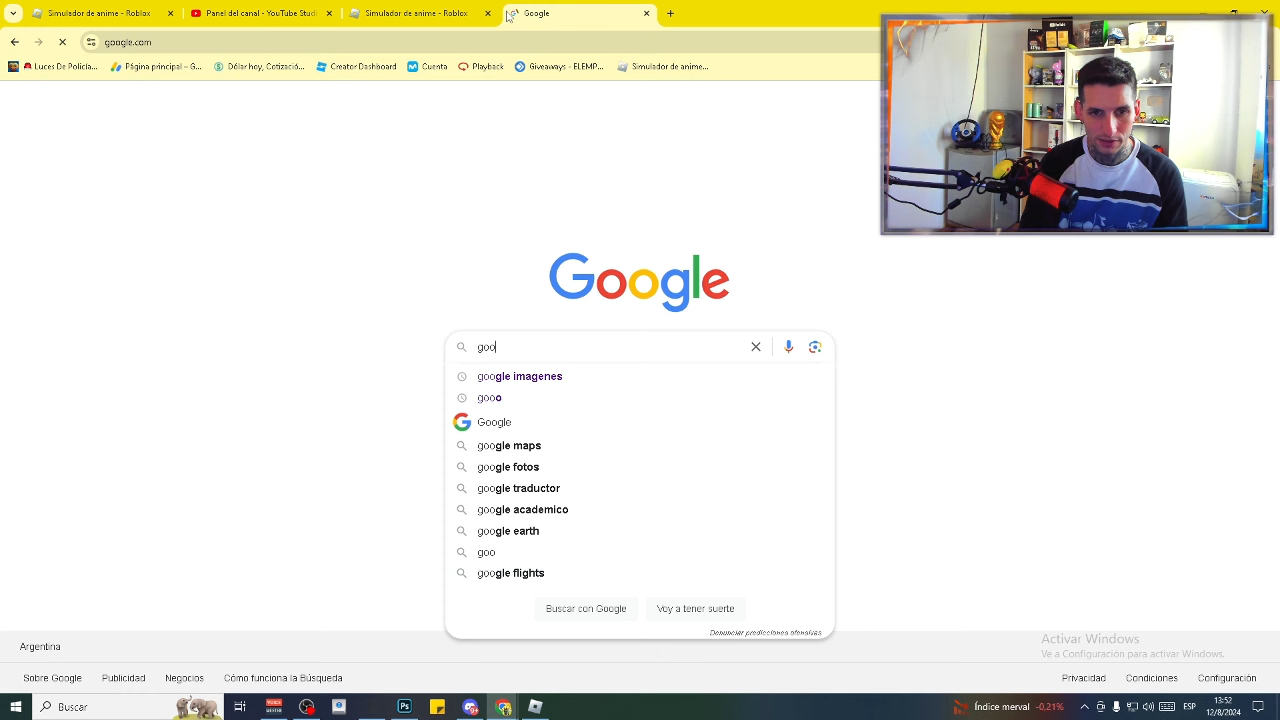 Simulador de anime - Roblox
Panel de control - YouTube Studio
Simulador de anime - Roblox
Google
google.com
Luces De Policia...
Página principal – G...
Dólar Hoy - Cotizació...
Creator Dashboard
Cuenta
Playback
Giveaways - ELEMP...
Simulador de anime...
Google
goo
google imagenes
gooo
Google
google maps
google fotos
google traductor
google academico
google earth
goo
google flights
Buscar con Google
Voy a tener suerte
Denunciar predicciones ofensivas
Argentina
Activar Windows
Ve a Configuración para activar Windows.
Sobre Google
Publicidad
Negocios
Cómo funciona la Búsqueda
Privacidad
Condiciones
Configuración
Buscar
Ps
Índice merval
-0,21%
ESP
13:52
12/8/2024